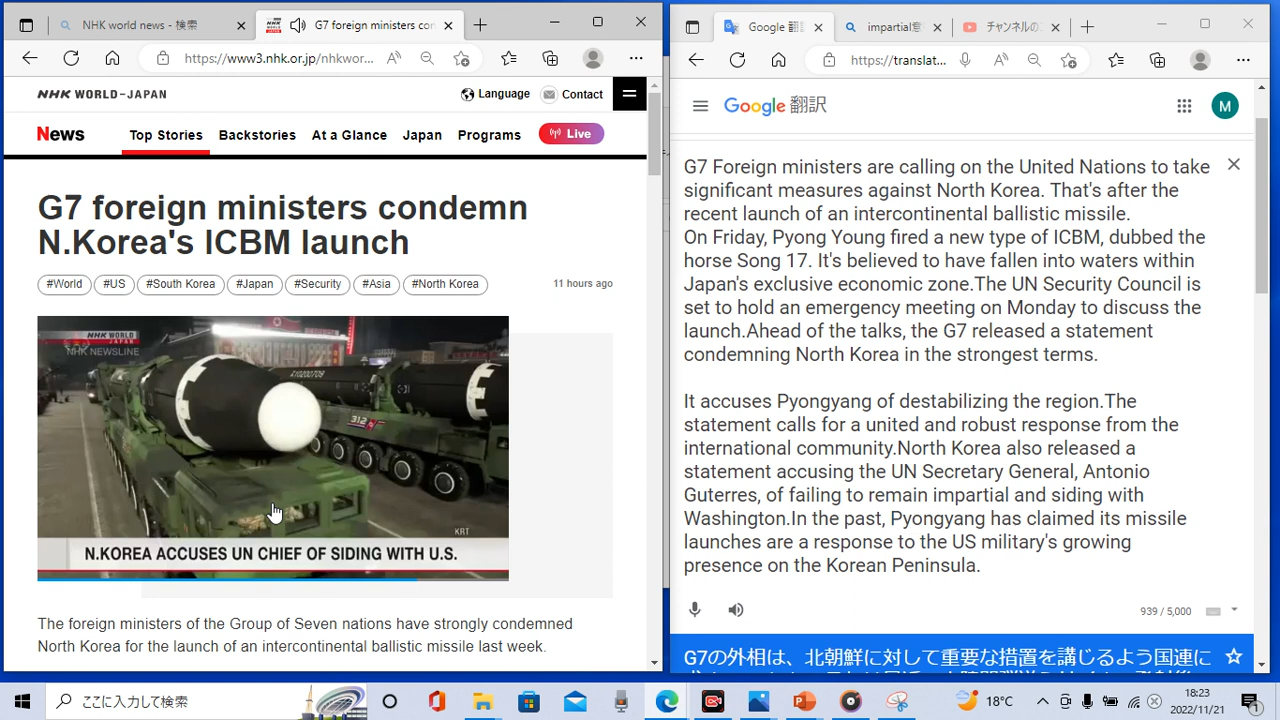 NHK world news - 検索
G7 foreign ministers con
https://www3.nhk.or.jp/nhkwor...
NHK WORLD-JAPAN
Language
Contact
News
Top Stories
Backstories
At a Glance
Japan
Programs
Live
G7 foreign ministers condemn
N.Korea's ICBM launch
#World
#US
#South Korea
#Japan
#Security
#Asia
#North Korea
11 hours ago
NHK WORLD
NHK NEWSLINE
312
KRT
N.KOREA ACCUSES UN CHIEF OF SIDING WITH U.S.
The foreign ministers of the Group of Seven nations have strongly condemned
North Korea for the launch of an intercontinental ballistic missile last week.
Google 翻訳
impartial意
チャンネルのコ
https://translat...
Google 翻訳
M
G7 Foreign ministers are calling on the United Nations to take
significant measures against North Korea. That's after the
recent launch of an intercontinental ballistic missile.
On Friday, Pyong Young fired a new type of ICBM, dubbed the
horse Song 17. It's believed to have fallen into waters within
Japan's exclusive economic zone.The UN Security Council is
set to hold an emergency meeting on Monday to discuss the
launch.Ahead of the talks, the G7 released a statement
condemning North Korea in the strongest terms.
It accuses Pyongyang of destabilizing the region.The
statement calls for a united and robust response from the
international community.North Korea also released a
statement accusing the UN Secretary General, Antonio
Guterres, of failing to remain impartial and siding with
Washington.In the past, Pyongyang has claimed its missile
launches are a response to the US military's growing
presence on the Korean Peninsula.
939 / 5,000
G7の外相は、北朝鮮に対して重要な措置を講じるよう国連に
ここに入力して検索
18°C
18:23
2022/11/21